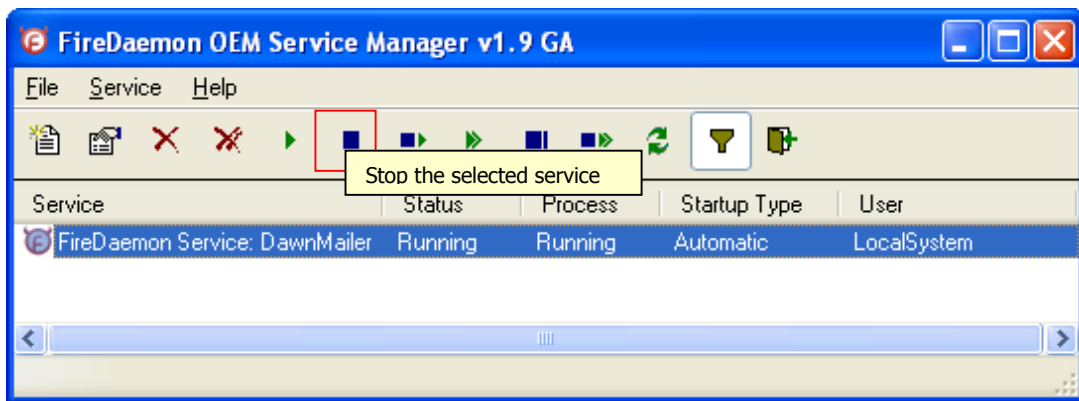 FireDaemon OEM Service Manager v1.9 GA
File Service Help
Stop the selected service
Service Status Process Startup Type User
FireDaemon Service: DawnMailer Running Running Automatic LocalSystem